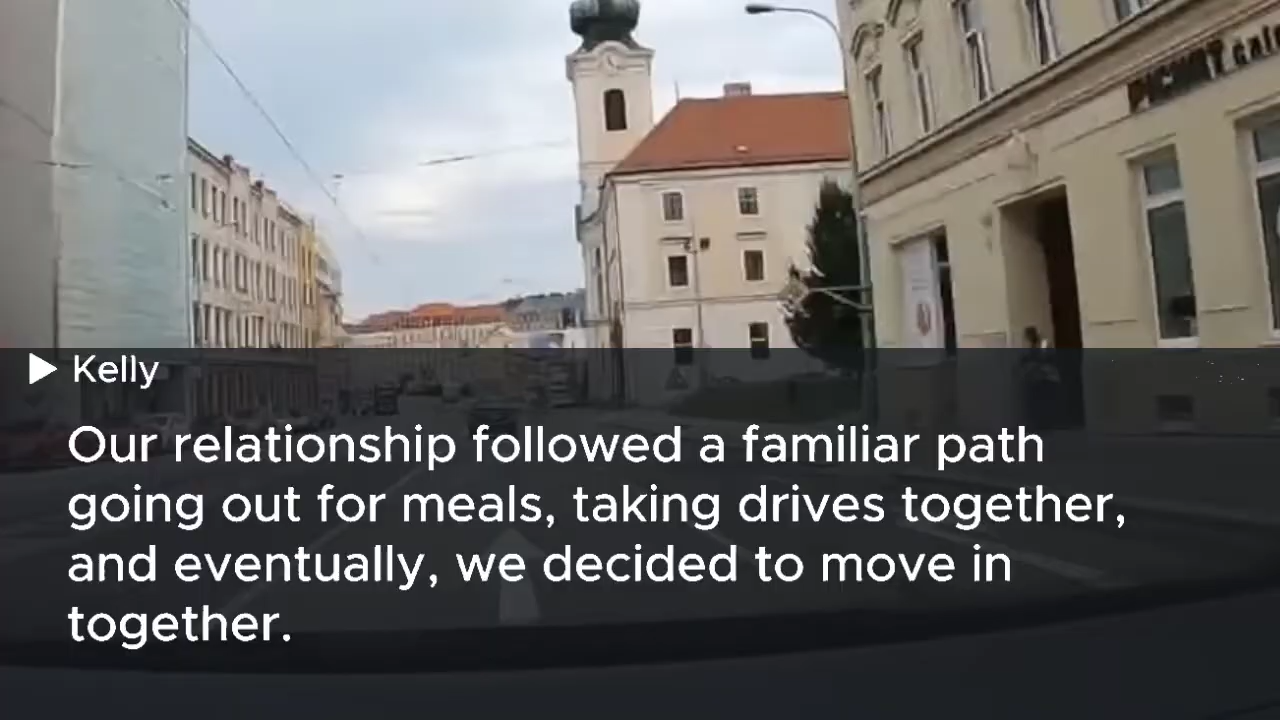 Kelly
Our relationship followed a familiar path
going out for meals, taking drives together,
and eventually, we decided to move in
together.